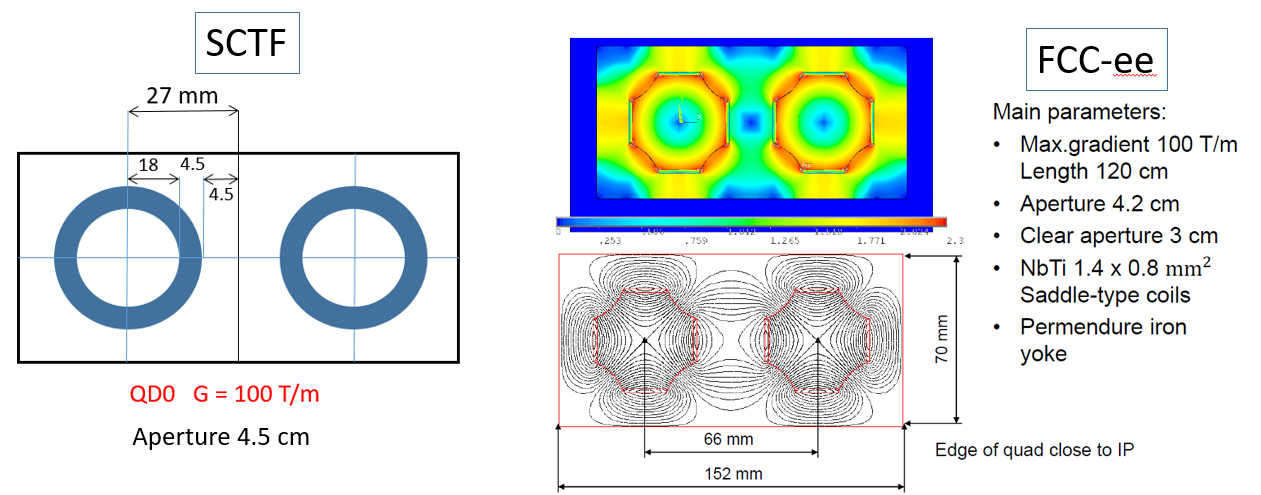 SCTF
27 mm
18
4.5
4.5
QD0 G = 100 T/m
Aperture 4.5 cm
0
.253
.759
1.265
1.771
2.3
66 mm
152 mm
70 mm
Edge of quad close to IP
FCC-ee
Main parameters:
• Max.gradient 100 T/m
Length 120 cm
• Aperture 4.2 cm
• Clear aperture 3 cm
• NbTi 1.4 x 0.8 mm²
Saddle-type coils
• Permendure iron
yoke